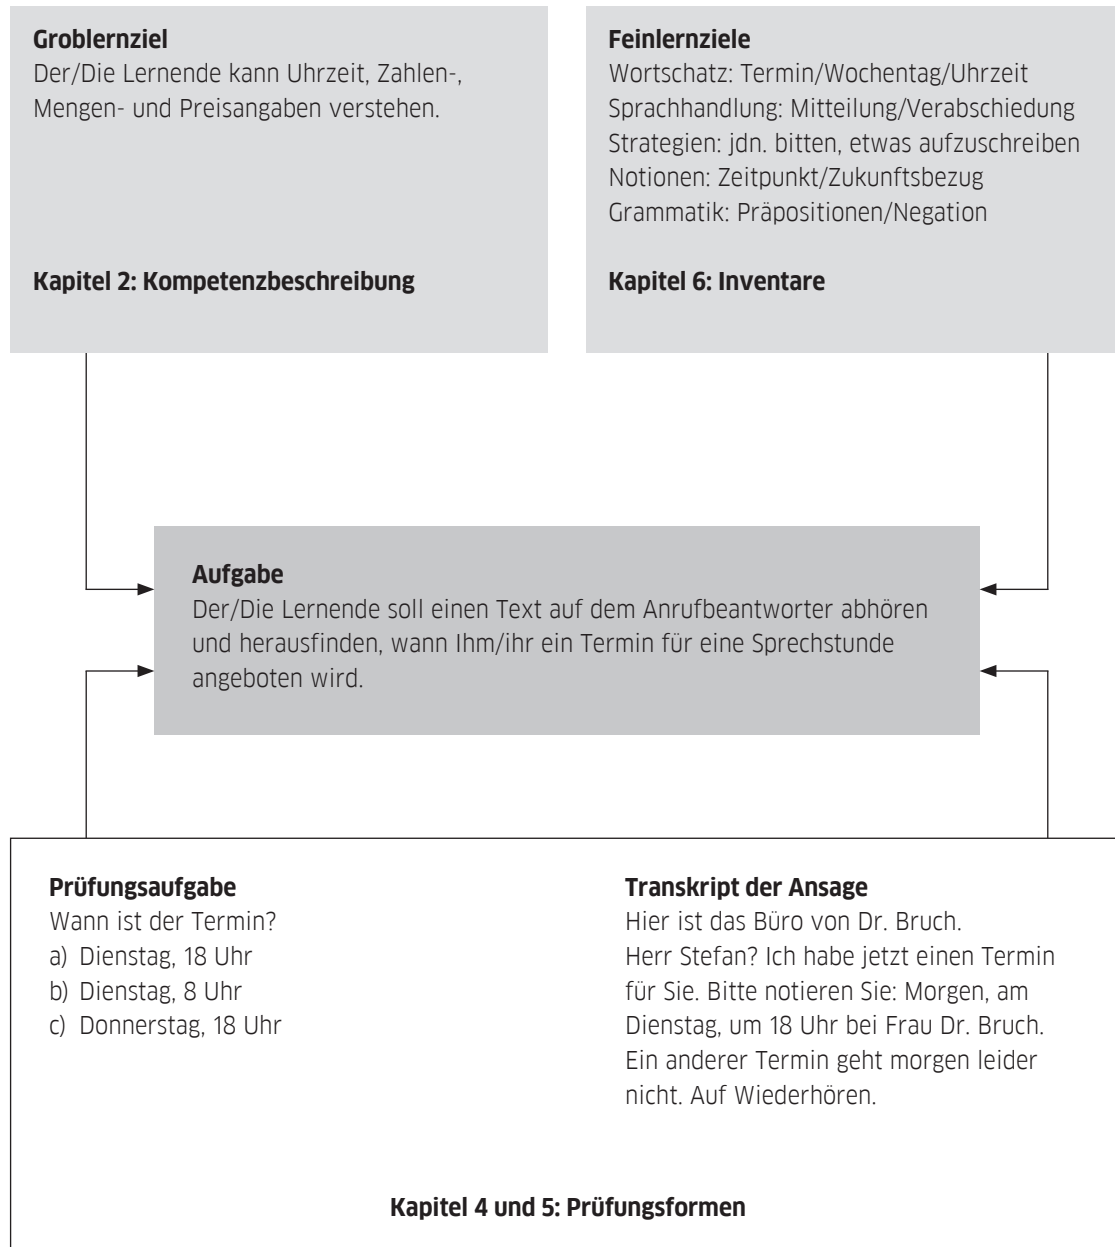 Groblernziel
Der/Die Lernende kann Uhrzeit, Zahlen-,
Mengen- und Preisangaben verstehen.
Kapitel 2: Kompetenzbeschreibung
Feinlernziele
Wortschatz: Termin/Wochentag/Uhrzeit
Sprachhandlung: Mitteilung/Verabschiedung
Strategien: jdn. bitten, etwas aufzuschreiben
Notionen: Zeitpunkt/Zukunftsbezug
Grammatik: Präpositionen/Negation
Kapitel 6: Inventare
Aufgabe
Der/Die Lernende soll einen Text auf dem Anrufbeantworter abhören
und herausfinden, wann Ihm/ihr ein Termin für eine Sprechstunde
angeboten wird.
Prüfungsaufgabe
Wann ist der Termin?
a) Dienstag, 18 Uhr
b) Dienstag, 8 Uhr
c) Donnerstag, 18 Uhr
Transkript der Ansage
Hier ist das Büro von Dr. Bruch.
Herr Stefan? Ich habe jetzt einen Termin
für Sie. Bitte notieren Sie: Morgen, am
Dienstag, um 18 Uhr bei Frau Dr. Bruch.
Ein anderer Termin geht morgen leider
nicht. Auf Wiederhören.
Kapitel 4 und 5: Prüfungsformen